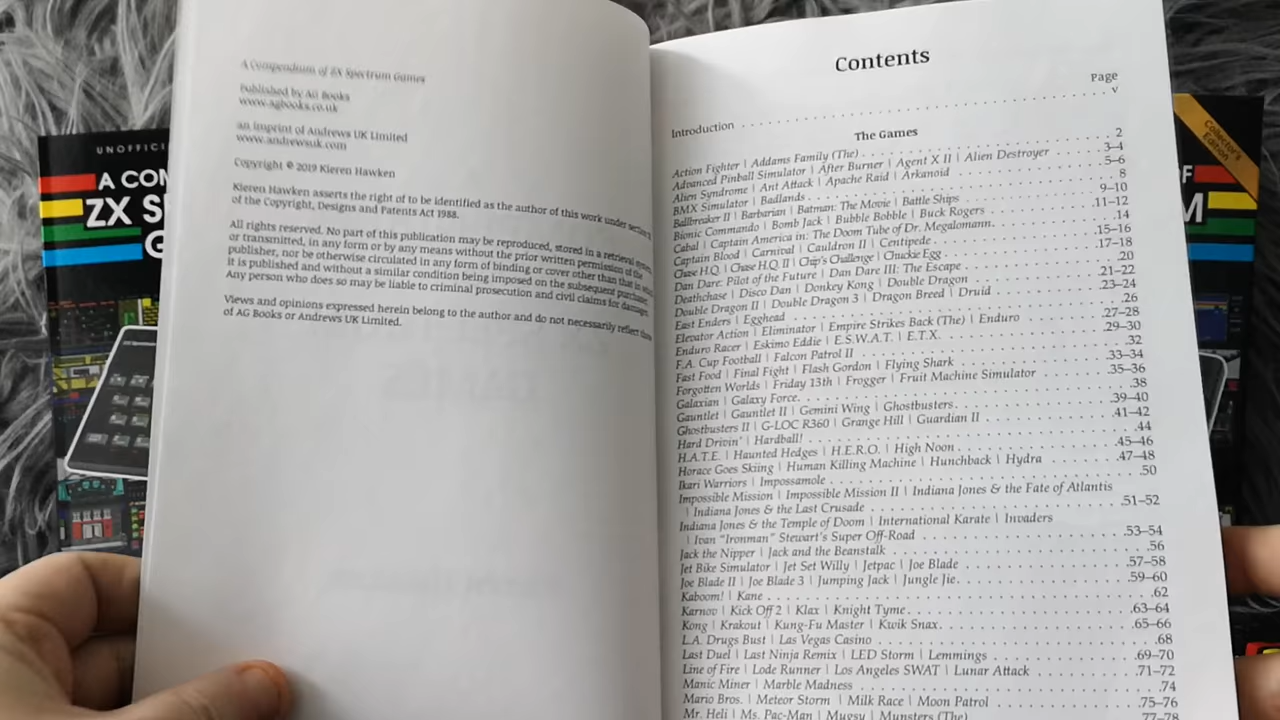 UNOFFICI
A COM
ZX S
G
A Compendium of ZX Spectrum Games
Published by AG Books
www.agbooks.co.uk
an imprint of Andrews UK Limited
www.andrewsuk.com
Copyright © 2019 Kieren Hawken
Kieren Hawken asserts the right of to be identified as the author of this work under section
of the Copyright, Designs and Patents Act 1988.
All rights reserved. No part of this publication may be reproduced, stored in a retrieval system,
or transmitted, in any form or by any means without the prior written permission of the
publisher, nor be otherwise circulated in any form of binding or cover other than that in which
it is published and without a similar condition being imposed on the subsequent purchaser.
Any person who does so may be liable to criminal prosecution and civil claims for damages.
Views and opinions expressed herein belong to the author and do not necessarily reflect those
of AG Books or Andrews UK Limited.
Contents
Page
Introduction v
The Games
Action Fighter | Addams Family (The) 2
Advanced Pinball Simulator | After Burner | Agent X II | Alien Destroyer 3–4
Alien Syndrome | Ant Attack | Apache Raid | Arkanoid 5–6
BMX Simulator | Badlands 8
Ballbreaker II | Barbarian | Batman: The Movie | Battle Ships 9–10
Bionic Commando | Bomb Jack | Bubble Bobble | Buck Rogers 11–12
Cabal | Captain America in: The Doom Tube of Dr. Megalomann 14
Captain Blood | Carnival | Cauldron II | Centipede 15–16
Chase H.Q. | Chase H.Q. II | Chip's Challenge | Chuckie Egg 17–18
Dan Dare: Pilot of the Future | Dan Dare III: The Escape 20
Deathchase | Disco Dan | Donkey Kong | Double Dragon 21–22
Double Dragon II | Double Dragon 3 | Dragon Breed | Druid 23–24
East Enders | Egghead 26
Elevator Action | Eliminator | Empire Strikes Back (The) | Enduro 27–28
Enduro Racer | Eskimo Eddie | E.S.W.A.T. | E.T.X. 29–30
F.A. Cup Football | Falcon Patrol II 32
Fast Food | Final Fight | Flash Gordon | Flying Shark 33–34
Forgotten Worlds | Friday 13th | Frogger | Fruit Machine Simulator 35–36
Galaxian | Galaxy Force 38
Gauntlet | Gauntlet II | Gemini Wing | Ghostbusters 39–40
Ghostbusters II | G-LOC R360 | Grange Hill | Guardian II 41–42
Hard Drivin' | Hardball! 44
H.A.T.E. | Haunted Hedges | H.E.R.O. | High Noon 45–46
Horace Goes Skiing | Human Killing Machine | Hunchback | Hydra 47–48
Ikari Warriors | Impossamole 50
Impossible Mission | Impossible Mission II | Indiana Jones & the Fate of Atlantis
| Indiana Jones & the Last Crusade 51–52
Indiana Jones & the Temple of Doom | International Karate | Invaders
| Ivan "Ironman" Stewart's Super Off-Road 53–54
Jack the Nipper | Jack and the Beanstalk 56
Jet Bike Simulator | Jet Set Willy | Jetpac | Joe Blade 57–58
Joe Blade II | Joe Blade 3 | Jumping Jack | Jungle Jie 59–60
Kaboom! | Kane 62
Karnov | Kick Off 2 | Klax | Knight Tyme 63–64
Kong | Krakout | Kung-Fu Master | Kwik Snax 65–66
L.A. Drugs Bust | Las Vegas Casino 68
Last Duel | Last Ninja Remix | LED Storm | Lemmings 69–70
Line of Fire | Lode Runner | Los Angeles SWAT | Lunar Attack 71–72
Manic Miner | Marble Madness 74
Mario Bros. | Meteor Storm | Milk Race | Moon Patrol 75–76
Mr. Heli | Ms. Pac-Man | Mugsy | Munsters (The) 77–78
Collector's
Edition
OF
M